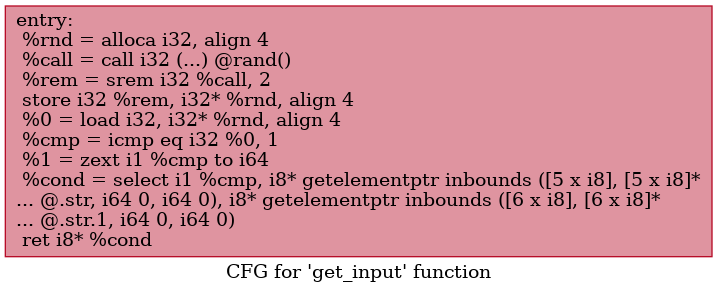 entry:
%rnd = alloca i32, align 4
%call = call i32 (...) @rand()
%rem = srem i32 %call, 2
store i32 %rem, i32* %rnd, align 4
%0 = load i32, i32* %rnd, align 4
%cmp = icmp eq i32 %0, 1
%1 = zext i1 %cmp to i64
%cond = select i1 %cmp, i8* getelementptr inbounds ([5 x i8], [5 x i8]*
... @.str, i64 0, i64 0), i8* getelementptr inbounds ([6 x i8], [6 x i8]*
... @.str.1, i64 0, i64 0)
ret i8* %cond
CFG for 'get_input' function